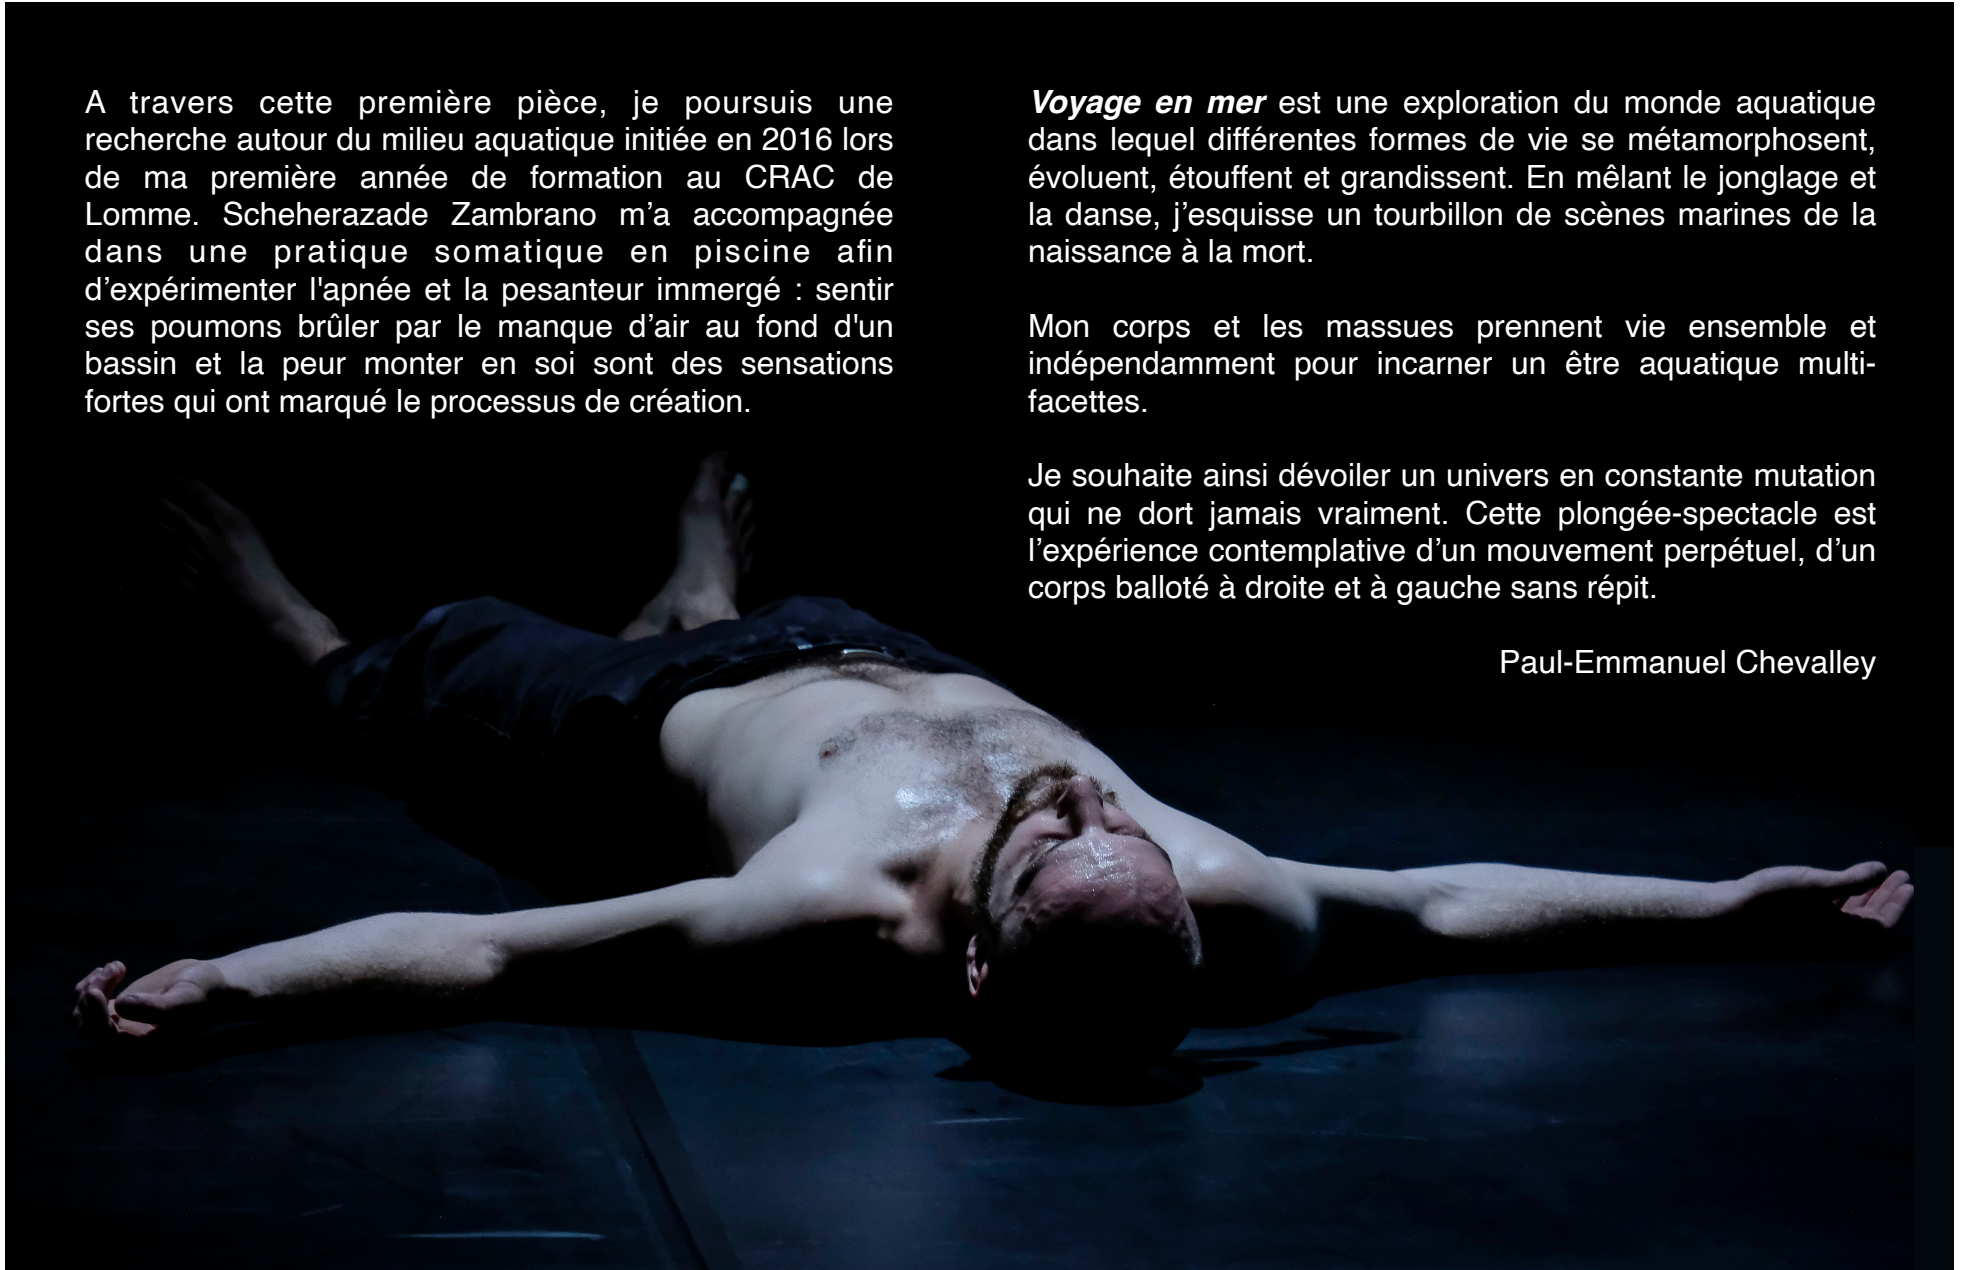 A travers cette première pièce, je poursuis une
recherche autour du milieu aquatique initiée en 2016 lors
de ma première année de formation au CRAC de
Lomme. Scheherazade Zambrano m’a accompagnée
dans une pratique somatique en piscine afin
d’expérimenter l'apnée et la pesanteur immergé : sentir
ses poumons brûler par le manque d’air au fond d'un
bassin et la peur monter en soi sont des sensations
fortes qui ont marqué le processus de création.
Voyage en mer est une exploration du monde aquatique
dans lequel différentes formes de vie se métamorphosent,
évoluent, étouffent et grandissent. En mêlant le jonglage et
la danse, j’esquisse un tourbillon de scènes marines de la
naissance à la mort.
Mon corps et les massues prennent vie ensemble et
indépendamment pour incarner un être aquatique multi-
facettes.
Je souhaite ainsi dévoiler un univers en constante mutation
qui ne dort jamais vraiment. Cette plongée-spectacle est
l’expérience contemplative d’un mouvement perpétuel, d’un
corps balloté à droite et à gauche sans répit.
Paul-Emmanuel Chevalley